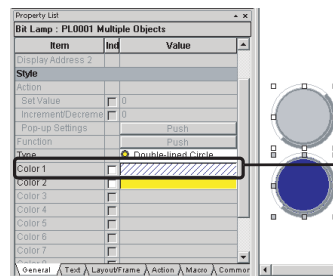 Property List
Bit Lamp : PL0001 Multiple Objects
Item Ind Value
Display Address 2
Style
Action
Set Value 0
Increment/Decreme 0
Pop-up Settings Push
Function Push
Type Double-lined Circle
Color 1
Color 2
Color 3
Color 4
Color 5
Color 6
Color 7
General Text Layout/Frame Action Macro Common